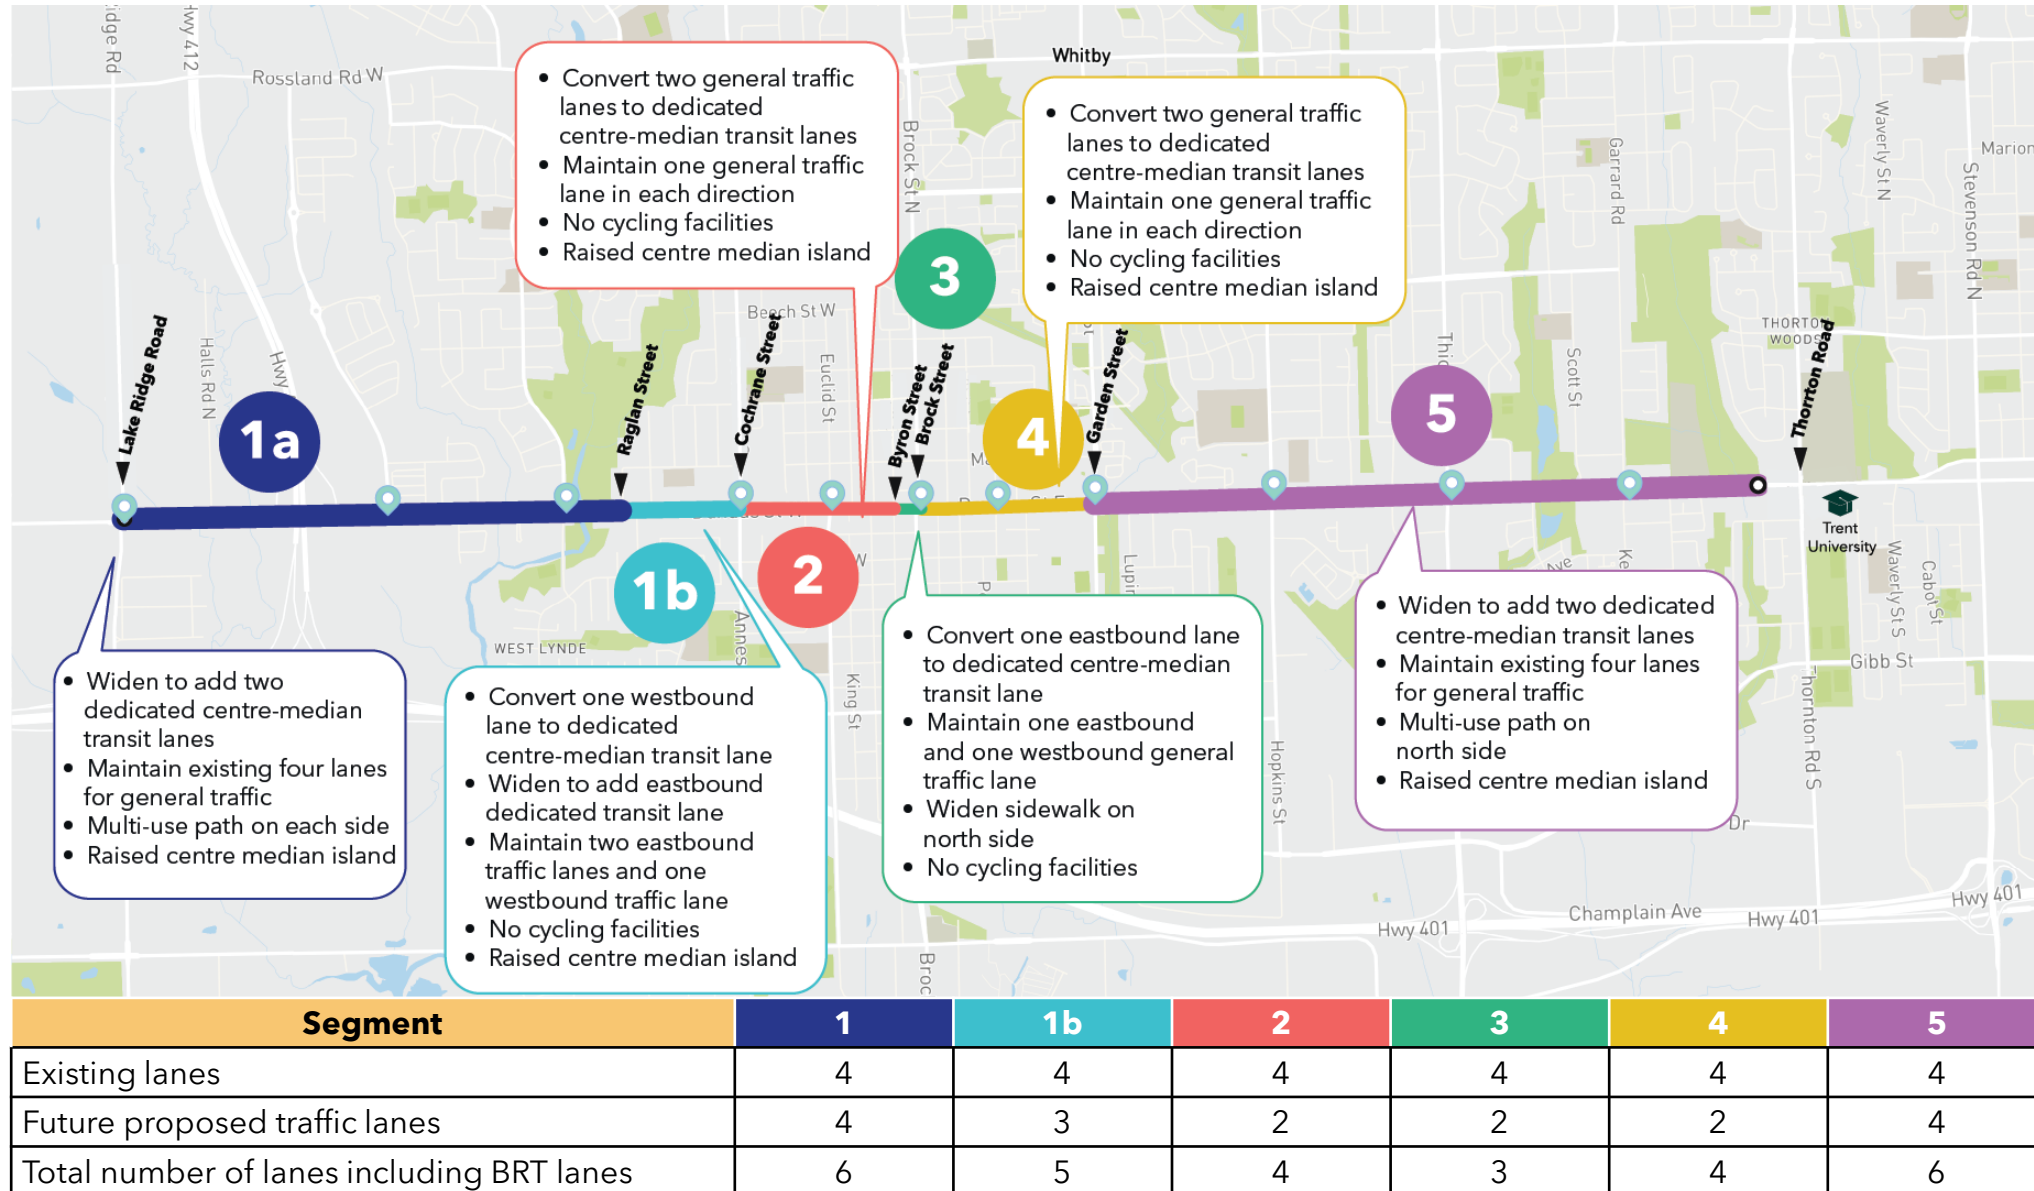 Ridge Rd
Hwy 412
Rossland Rd W
Whitby
Brock St N
Waverly St N
Garrard Rd
Stevenson Rd N
Marion
• Convert two general traffic
lanes to dedicated
centre-median transit lanes
• Maintain one general traffic
lane in each direction
• No cycling facilities
• Raised centre median island
• Convert two general traffic
lanes to dedicated
centre-median transit lanes
• Maintain one general traffic
lane in each direction
• No cycling facilities
• Raised centre median island
3
Beech St W
Halls Rd N
Hwy
Euclid St
Scott St
THORTON
WOODS
Lake Ridge Road
Raglan Street
Cochrane Street
Byron Street
Brock Street
Garden Street
Thornton Road
1a
4
5
1b
2
Trent
University
WEST LYNDE
Annes
King St
Lupin
Hopkins St
Ave
Waverly St S
Cabot St
Gibb St
Thornton Rd S
Dr
• Widen to add two
dedicated centre-median
transit lanes
• Maintain existing four lanes
for general traffic
• Multi-use path on each side
• Raised centre median island
• Convert one westbound
lane to dedicated
centre-median transit lane
• Widen to add eastbound
dedicated transit lane
• Maintain two eastbound
traffic lanes and one
westbound traffic lane
• No cycling facilities
• Raised centre median island
• Convert one eastbound lane
to dedicated centre-median
transit lane
• Maintain one eastbound
and one westbound general
traffic lane
• Widen sidewalk on
north side
• No cycling facilities
• Widen to add two dedicated
centre-median transit lanes
• Maintain existing four lanes
for general traffic
• Multi-use path on
north side
• Raised centre median island
Broc
Hwy 401
Champlain Ave
Hwy 401
Hwy 401
Segment 1 1b 2 3 4 5
Existing lanes 4 4 4 4 4 4
Future proposed traffic lanes 4 3 2 2 2 4
Total number of lanes including BRT lanes 6 5 4 3 4 6